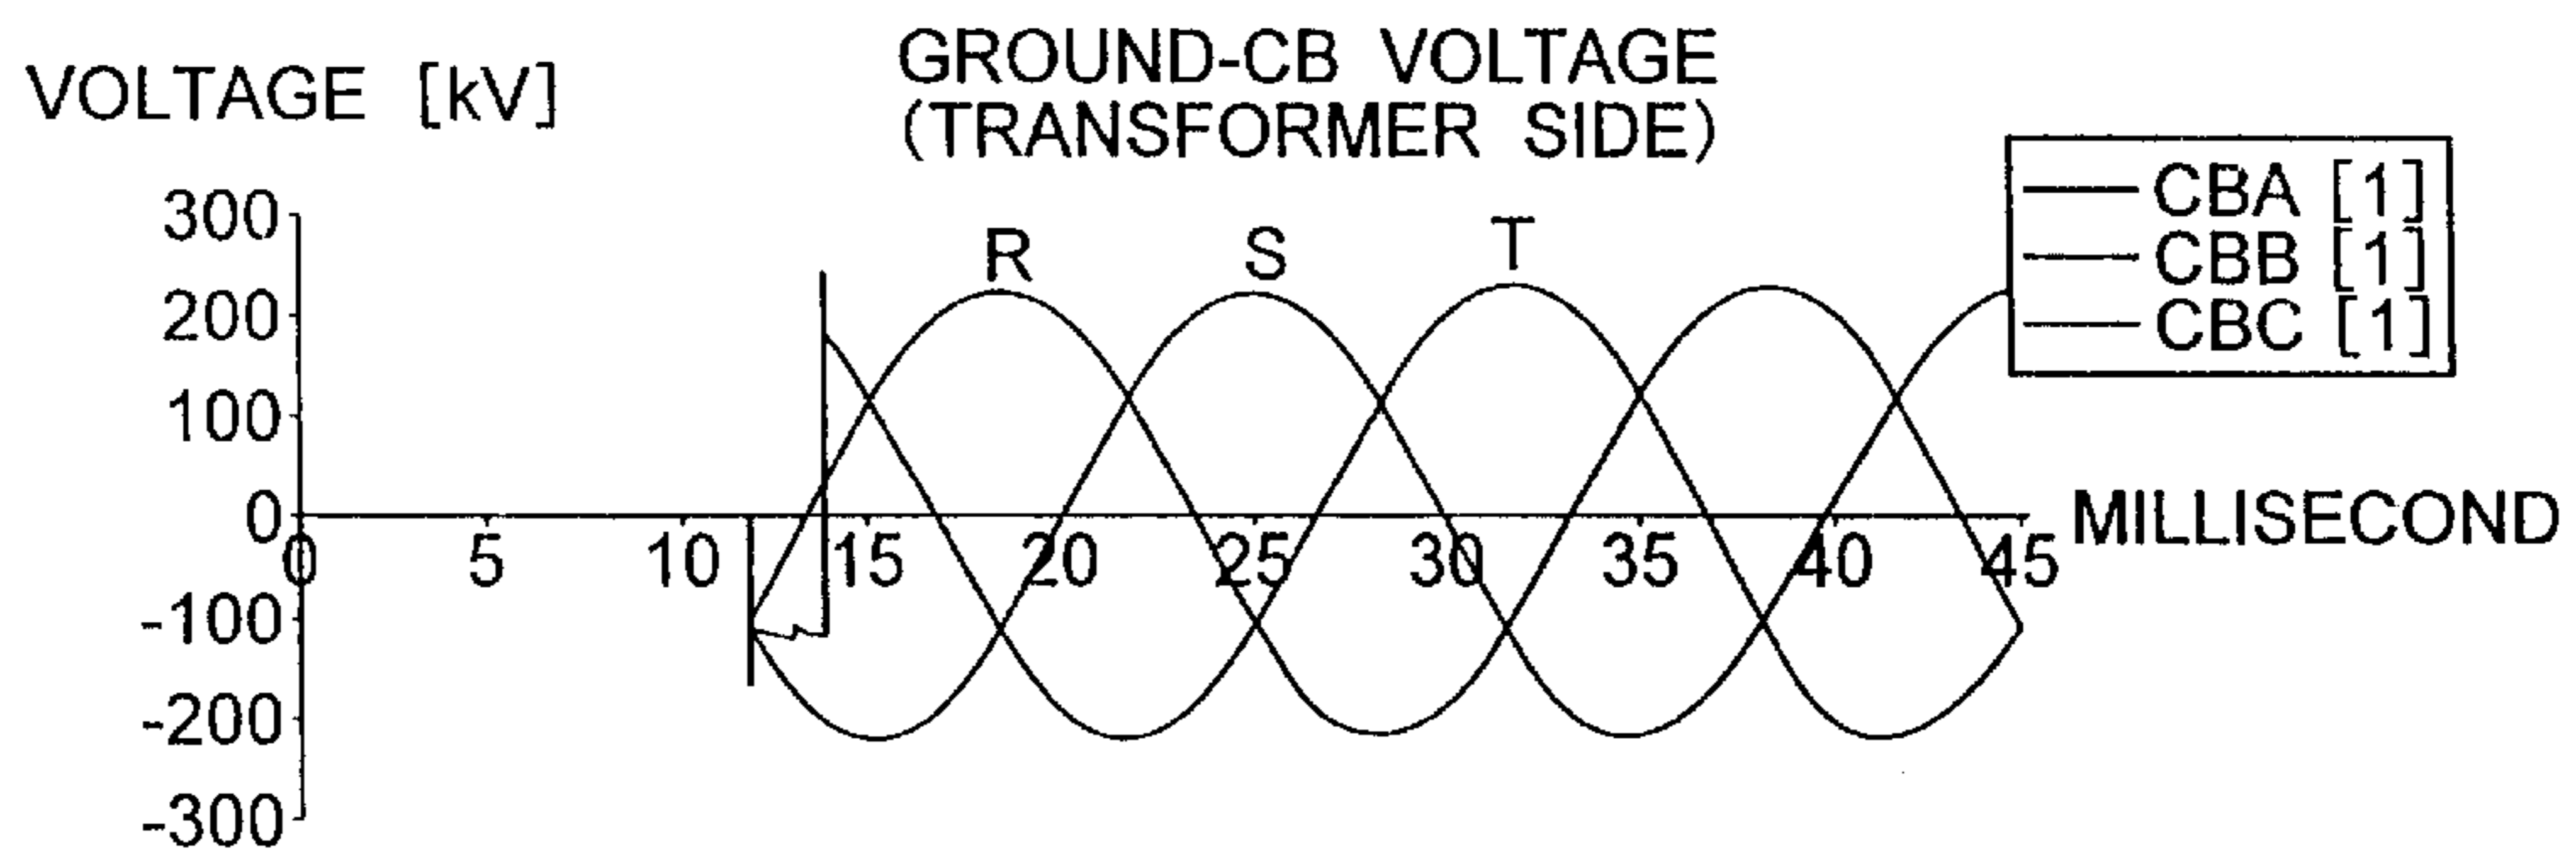 GROUND-CB VOLTAGE
(TRANSFORMER SIDE)
VOLTAGE [kV]
CBA [1]
CBB [1]
CBC [1]
R S T
300
200
100
0
-100
-200
-300
0 5 10 15 20 25 30 35 40 45
MILLISECOND